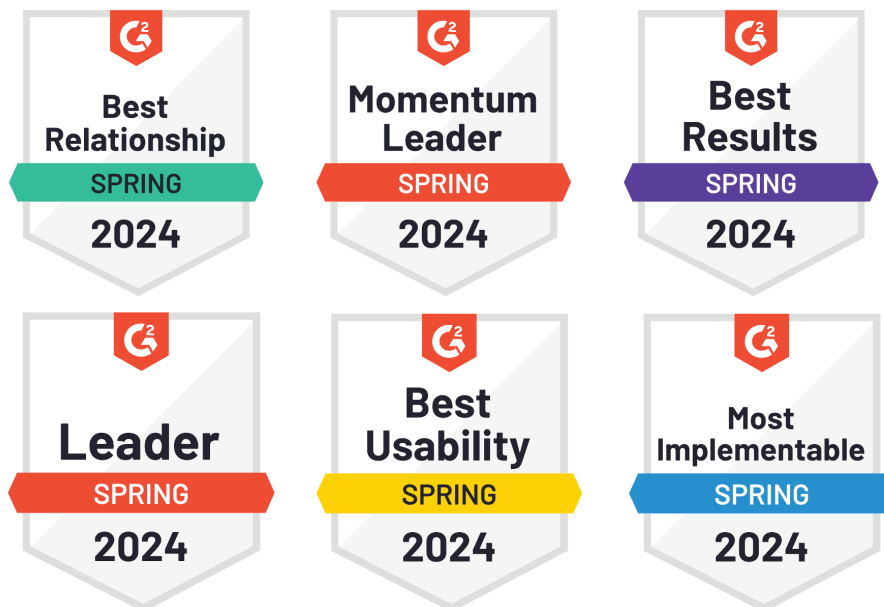 G2
Best
Relationship
SPRING
2024
G2
Momentum
Leader
SPRING
2024
G2
Best
Results
SPRING
2024
G2
Leader
SPRING
2024
G2
Best
Usability
SPRING
2024
G2
Most
Implementable
SPRING
2024